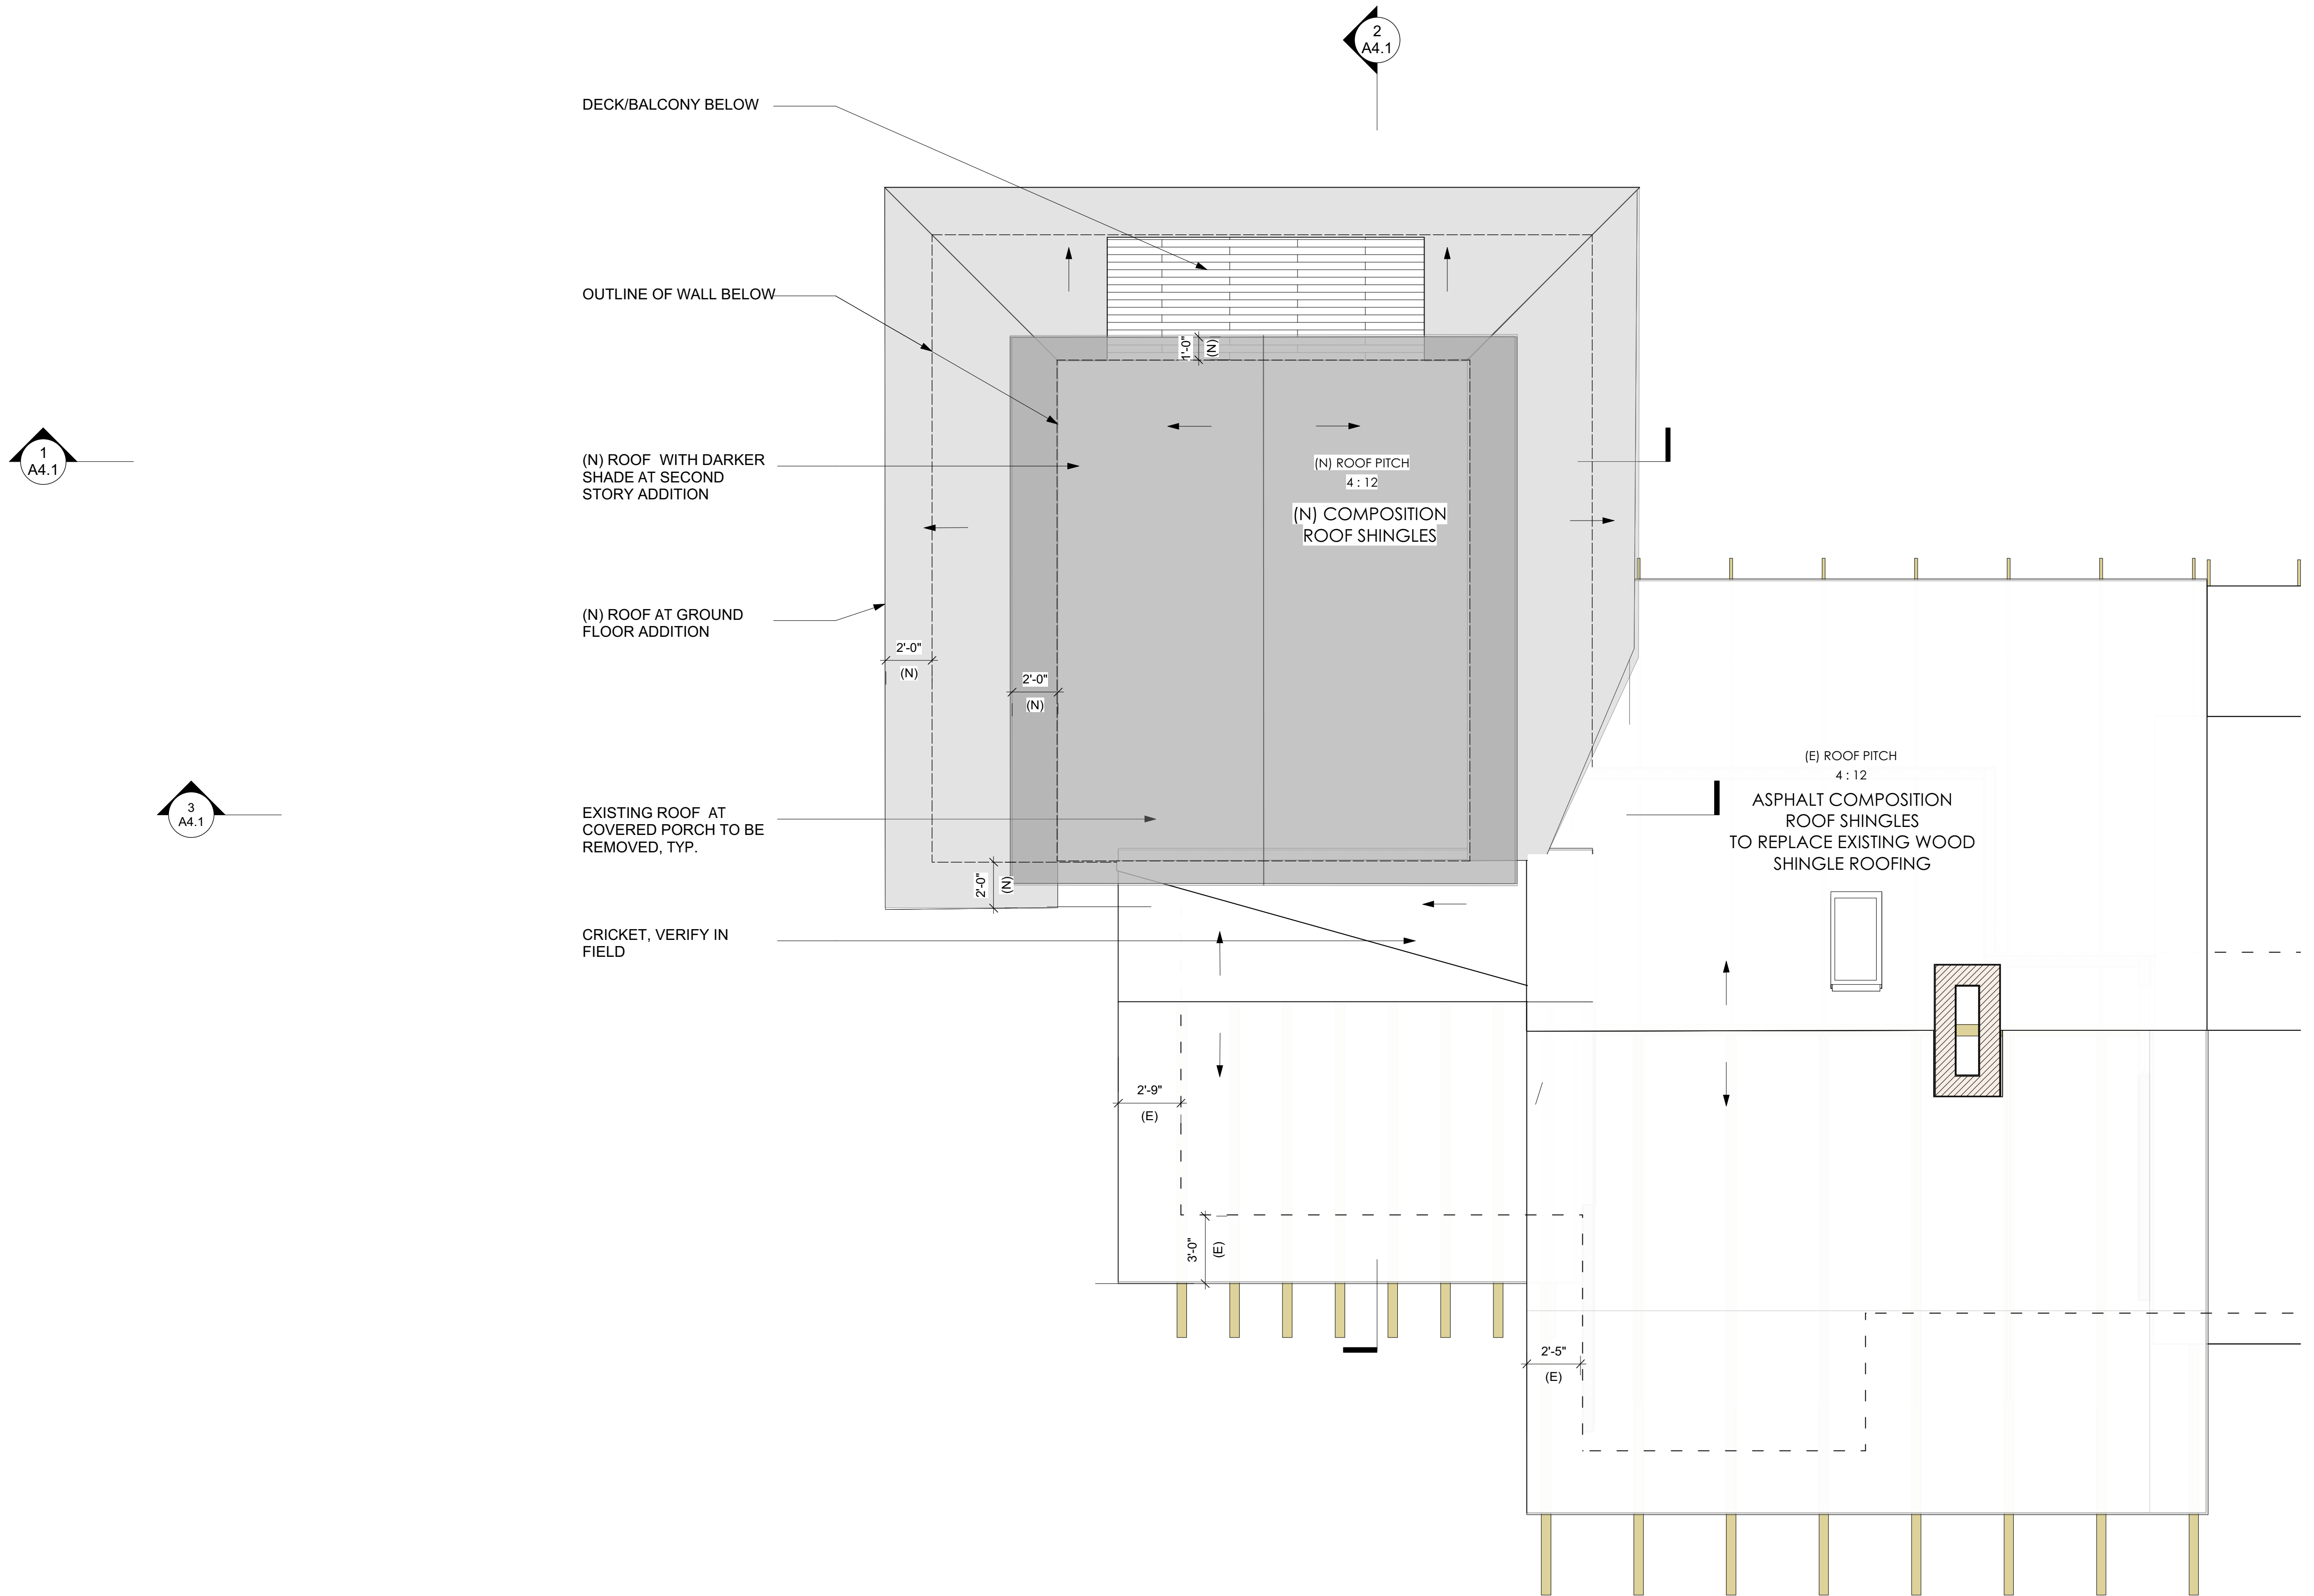 2
A4.1
DECK/BALCONY BELOW
OUTLINE OF WALL BELOW
1'-0"
(N)
1
A4.1
(N) ROOF WITH DARKER
SHADE AT SECOND
STORY ADDITION
(N) ROOF PITCH
4 : 12
(N) COMPOSITION
ROOF SHINGLES
(N) ROOF AT GROUND
FLOOR ADDITION
2'-0"
(N)
2'-0"
(N)
3
A4.1
EXISTING ROOF AT
COVERED PORCH TO BE
REMOVED, TYP.
(E) ROOF PITCH
4 : 12
ASPHALT COMPOSITION
ROOF SHINGLES
TO REPLACE EXISTING WOOD
SHINGLE ROOFING
2'-0"
(N)
CRICKET, VERIFY IN
FIELD
2'-9"
(E)
3'-0"
(E)
2'-5"
(E)